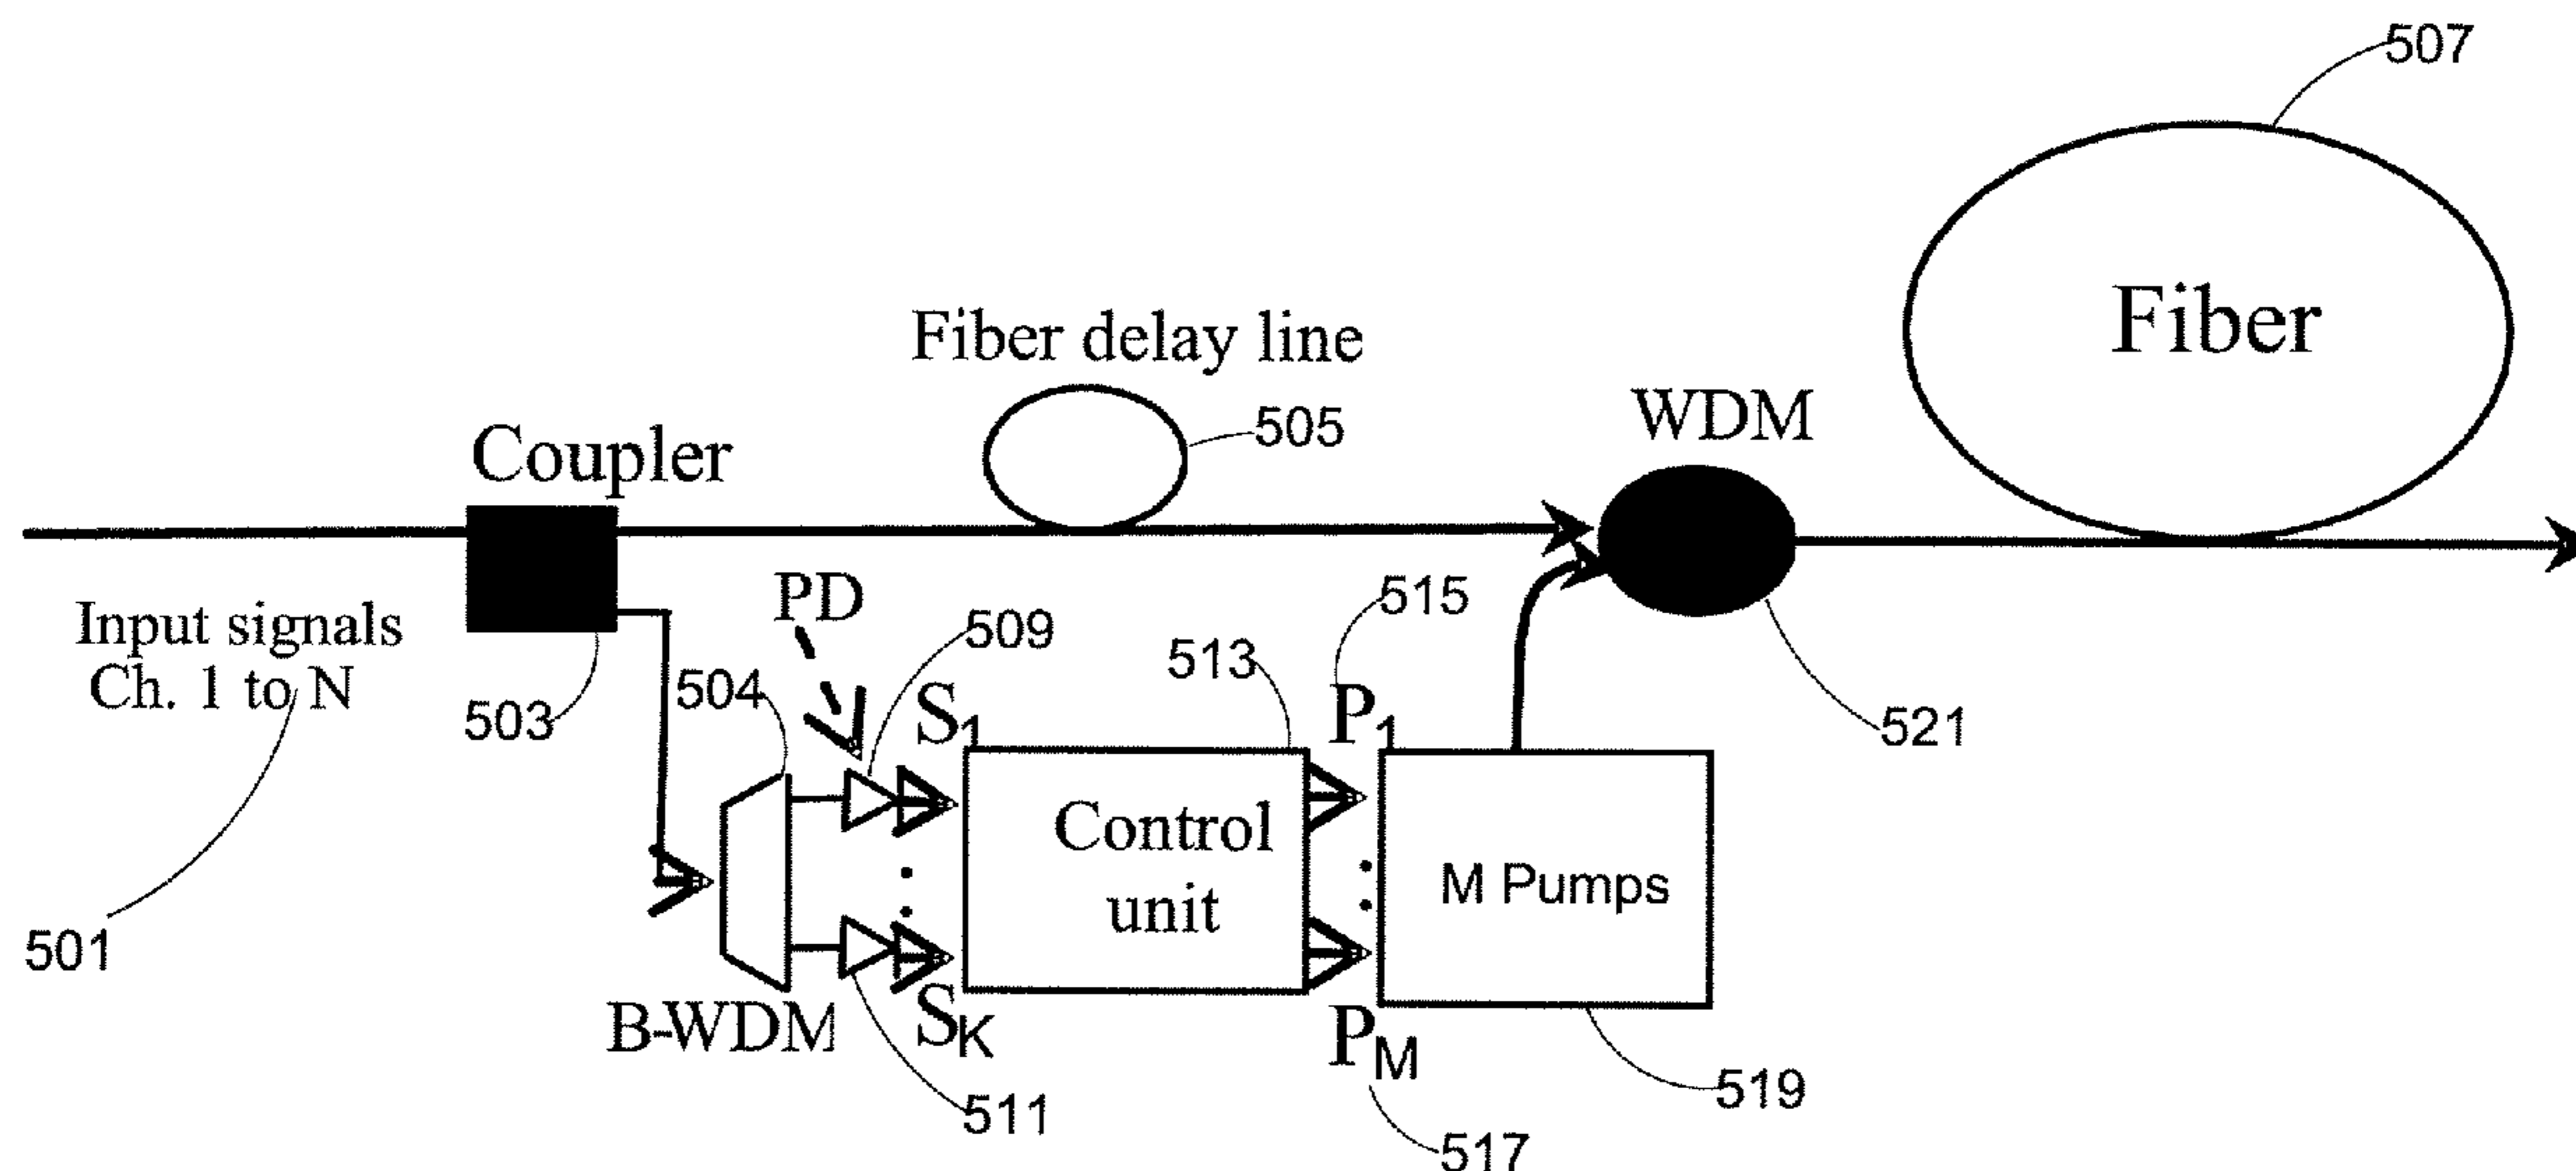 507
Fiber
Fiber delay line
505
WDM
Coupler
Input signals
Ch. 1 to N
503
501
PD
509
504
S1
513
515
P1
521
Control
unit
M Pumps
B-WDM
SK
511
PM
517
519